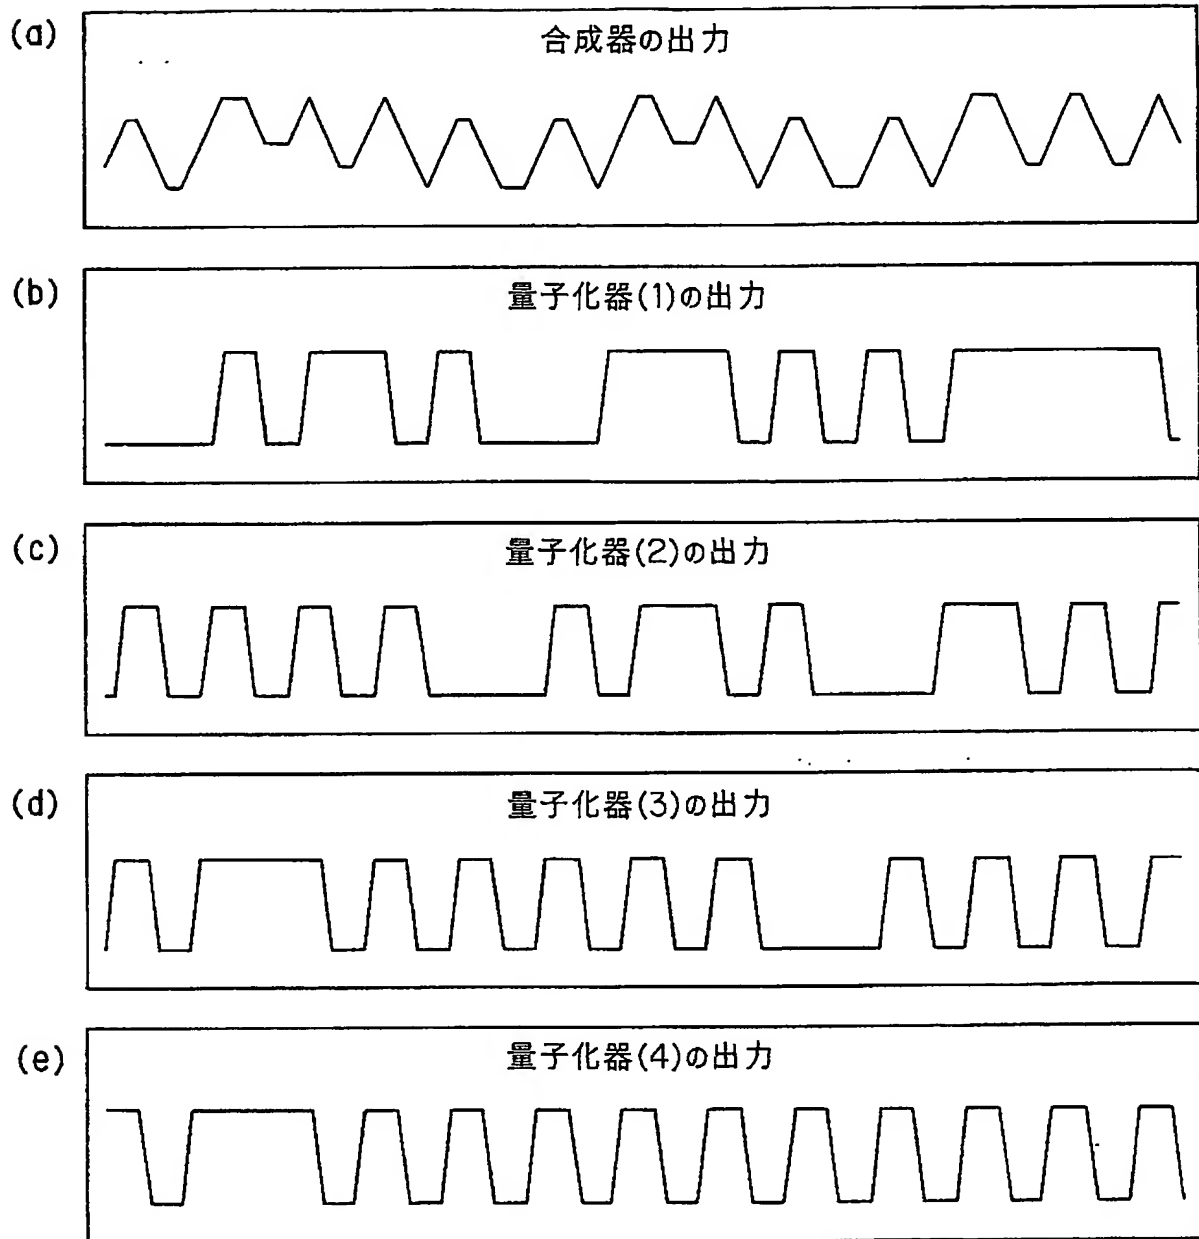 (a)
合成器の出力
(b)
量子化器(1)の出力
(c)
量子化器(2)の出力
(d)
量子化器(3)の出力
(e)
量子化器(4)の出力